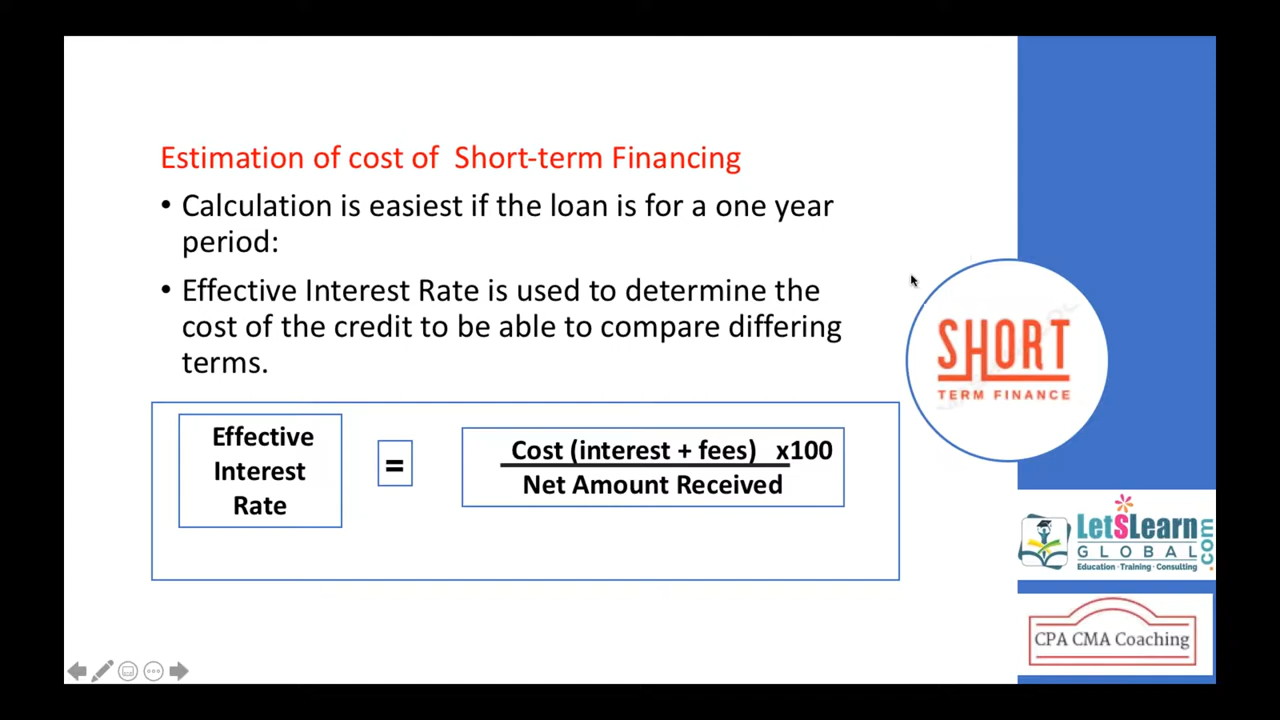 Estimation of cost of Short-term Financing
• Calculation is easiest if the loan is for a one year
period:
• Effective Interest Rate is used to determine the
cost of the credit to be able to compare differing
terms.
Effective
Interest
Rate
=
Cost (interest + fees) x100
Net Amount Received
SHORT
TERM FINANCE
LetSLearn
GLOBAL
.com
Education · Training · Consulting
CPA CMA Coaching